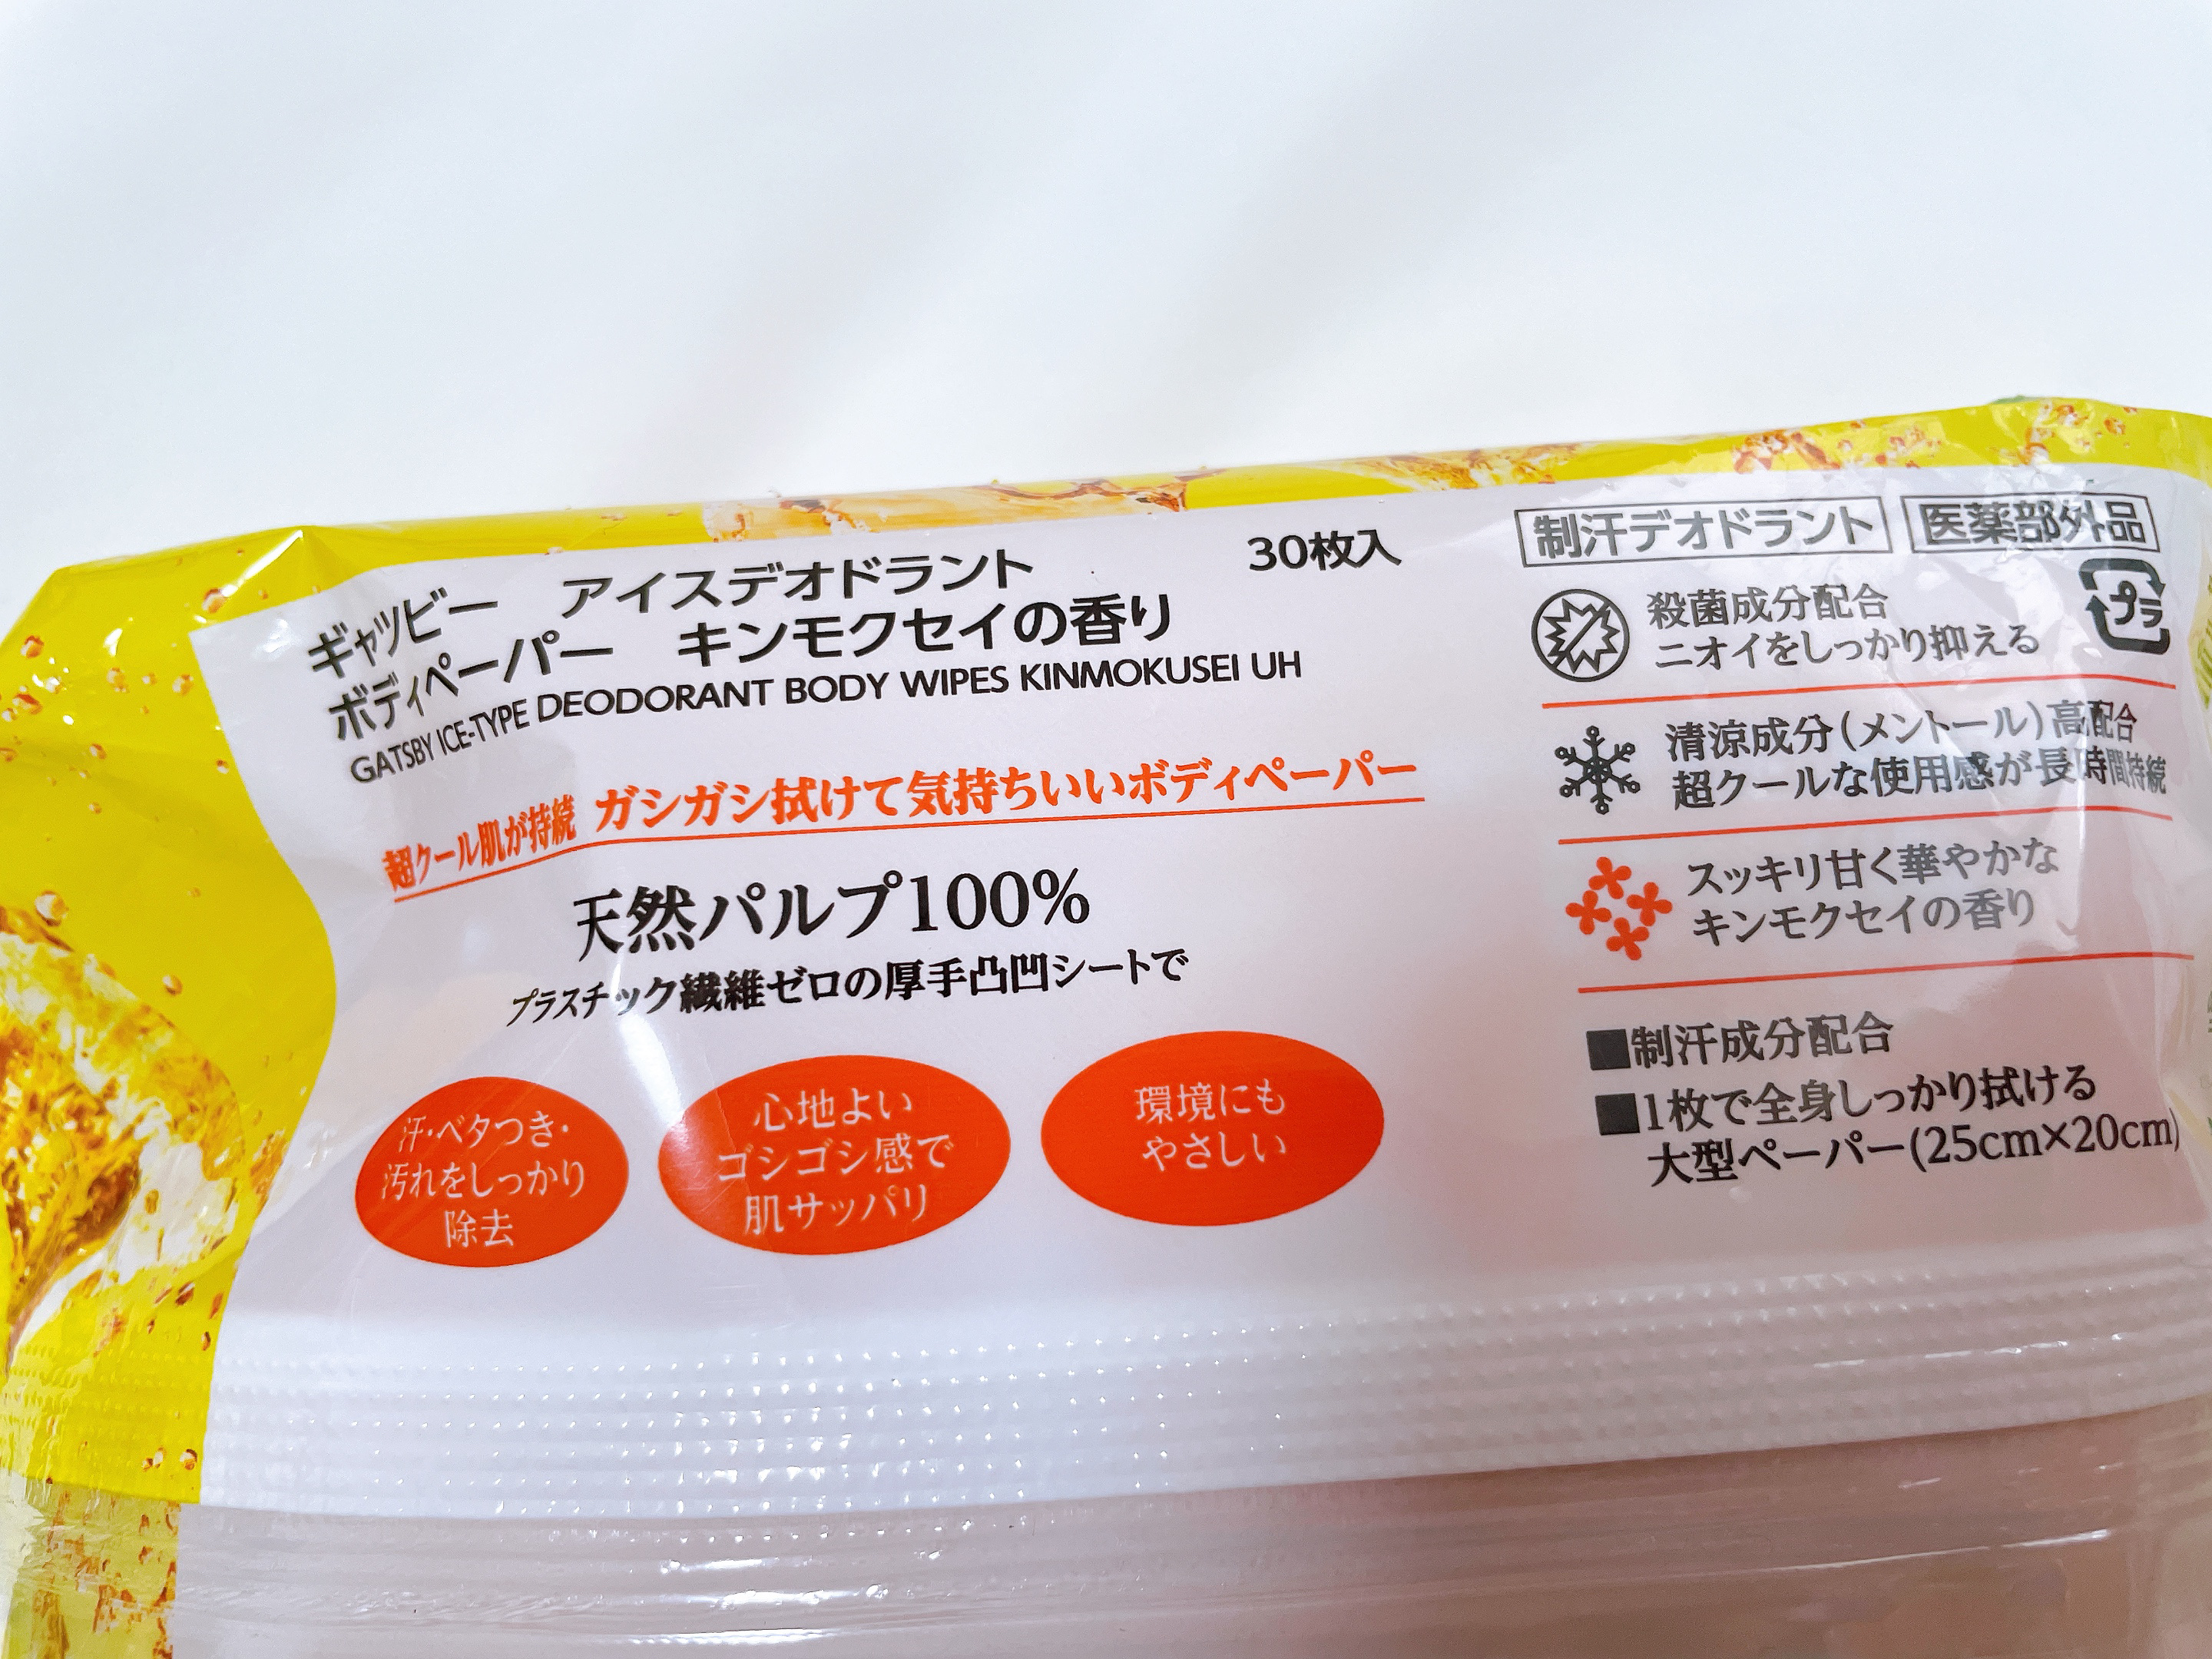 ギャツビー　アイスデオドラント
ボディペーパー　キンモクセイの香り
GATSBY ICE-TYPE DEODORANT BODY WIPES KINMOKUSEI UH
30枚入
超クール肌が持続 ガシガシ拭けて気持ちいいボディペーパー
天然パルプ100%
プラスチック繊維ゼロの厚手凸凹シートで
汗・ベタつき・
汚れをしっかり
除去
心地よい
ゴシゴシ感で
肌サッパリ
環境にも
やさしい
制汗デオドラント 医薬部外品
プラ
殺菌成分配合
ニオイをしっかり抑える
清涼成分(メントール)高配合
超クールな使用感が長時間持続
スッキリ甘く華やかな
キンモクセイの香り
■制汗成分配合
■1枚で全身しっかり拭ける
大型ペーパー(25cm×20cm)